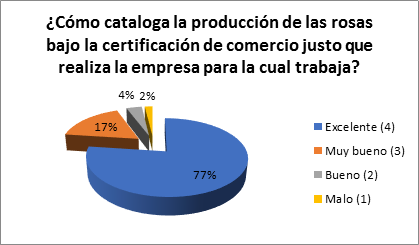 ¿Cómo cataloga la producción de las rosas
bajo la certificación de comercio justo que
realiza la empresa para la cual trabaja?
4%
2%
17%
77%
Excelente (4)
Muy bueno (3)
Bueno (2)
Malo (1)